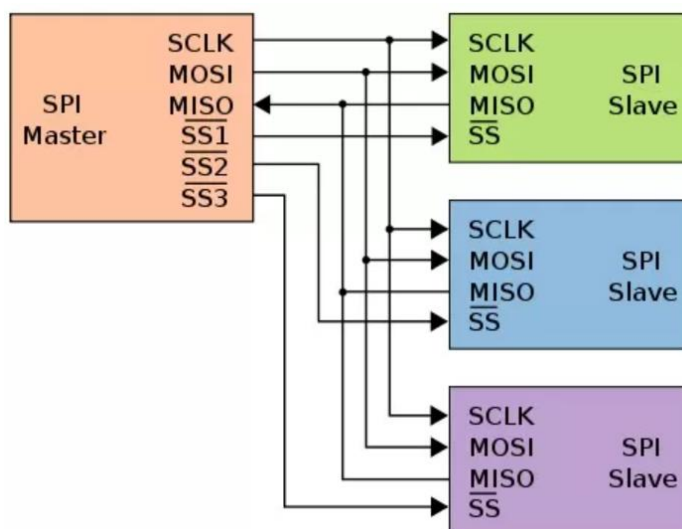 SCLK
MOSI
SPI MISO
Master SS1
SS2
SS3
SCLK
MOSI SPI
MISO Slave
SS
SCLK
MOSI SPI
MISO Slave
SS
SCLK
MOSI SPI
MISO Slave
SS